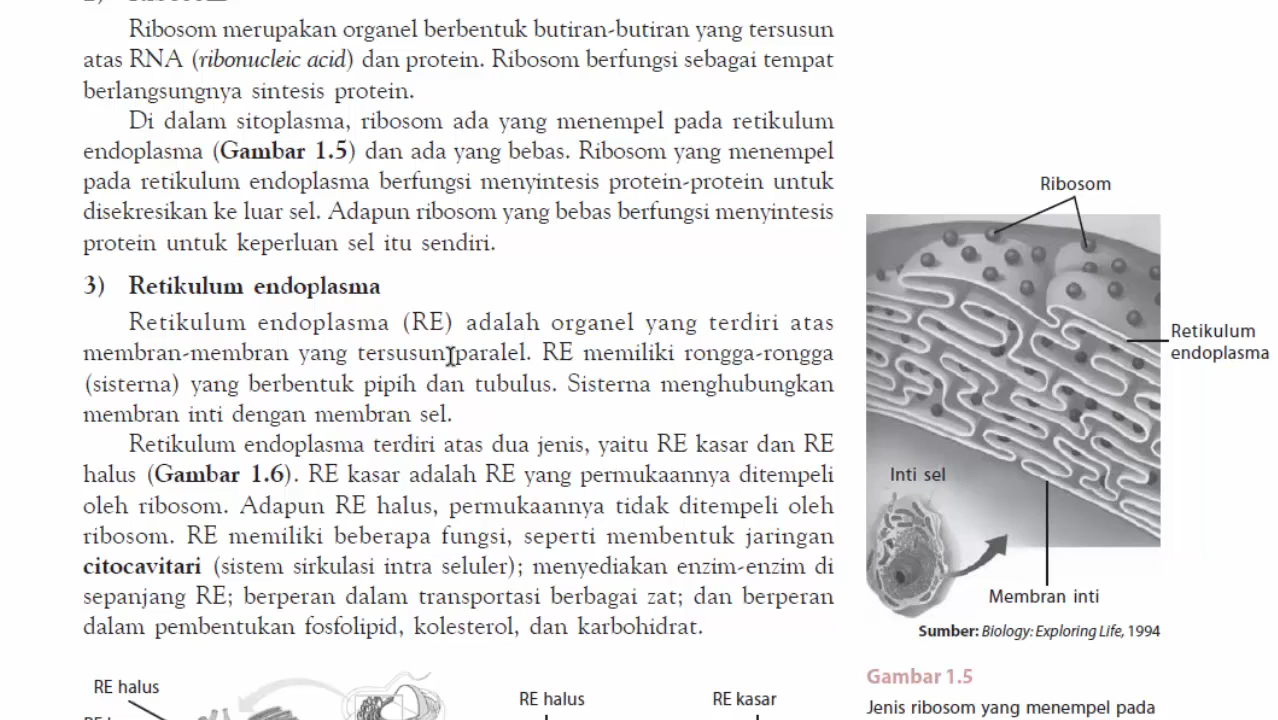 2) Ribosom
Ribosom merupakan organel berbentuk butiran-butiran yang tersusun
atas RNA (ribonucleic acid) dan protein. Ribosom berfungsi sebagai tempat
berlangsungnya sintesis protein.
Di dalam sitoplasma, ribosom ada yang menempel pada retikulum
endoplasma (Gambar 1.5) dan ada yang bebas. Ribosom yang menempel
pada retikulum endoplasma berfungsi menyintesis protein-protein untuk
disekresikan ke luar sel. Adapun ribosom yang bebas berfungsi menyintesis
protein untuk keperluan sel itu sendiri.
3) Retikulum endoplasma
Retikulum endoplasma (RE) adalah organel yang terdiri atas
membran-membran yang tersusun paralel. RE memiliki rongga-rongga
(sisterna) yang berbentuk pipih dan tubulus. Sisterna menghubungkan
membran inti dengan membran sel.
Retikulum endoplasma terdiri atas dua jenis, yaitu RE kasar dan RE
halus (Gambar 1.6). RE kasar adalah RE yang permukaannya ditempeli
oleh ribosom. Adapun RE halus, permukaannya tidak ditempeli oleh
ribosom. RE memiliki beberapa fungsi, seperti membentuk jaringan
citocavitari (sistem sirkulasi intra seluler); menyediakan enzim-enzim di
sepanjang RE; berperan dalam transportasi berbagai zat; dan berperan
dalam pembentukan fosfolipid, kolesterol, dan karbohidrat.
RE halus
RE halus
RE kasar
Ribosom
Retikulum
endoplasma
Inti sel
Membran inti
Sumber: Biology: Exploring Life, 1994
Gambar 1.5
Jenis ribosom yang menempel pada